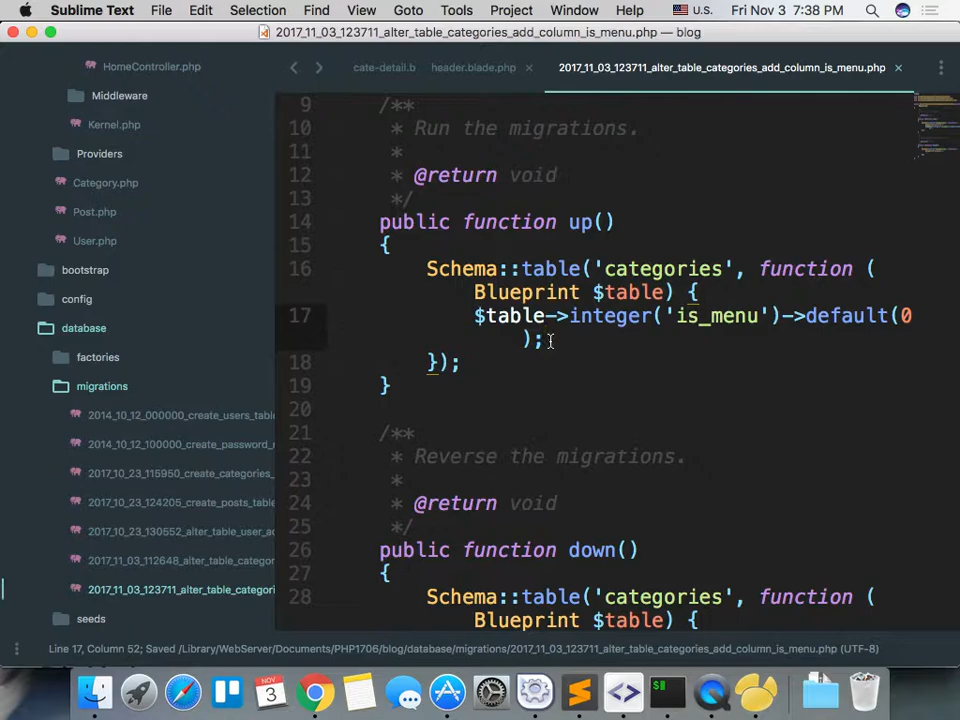 Sublime Text File Edit Selection Find View Goto Tools Project Window Help U.S. Fri Nov 3 7:38 PM
2017_11_03_123711_alter_table_categories_add_column_is_menu.php — blog
HomeController.php
Middleware
Kernel.php
Providers
Category.php
Post.php
User.php
bootstrap
config
database
factories
migrations
2014_10_12_000000_create_users_table
2014_10_12_100000_create_password_
2017_10_23_115950_create_categories_
2017_10_23_124205_create_posts_table
2017_10_23_130552_alter_table_user_ad
2017_11_03_112648_alter_table_categor
2017_11_03_123711_alter_table_categori
seeds
cate-detail.b header.blade.php × 2017_11_03_123711_alter_table_categories_add_column_is_menu.php ×
9 /**
10 * Run the migrations.
11 *
12 * @return void
13 */
14 public function up()
15 {
16 Schema::table('categories', function (
Blueprint $table) {
17 $table->integer('is_menu')->default(0
);
18 });
19 }
20
21 /**
22 * Reverse the migrations.
23 *
24 * @return void
25 */
26 public function down()
27 {
28 Schema::table('categories', function (
Blueprint $table) {
Line 17, Column 52; Saved /Library/WebServer/Documents/PHP1706/blog/database/migrations/2017_11_03_123711_alter_table_categories_add_column_is_menu.php (UTF-8)
3